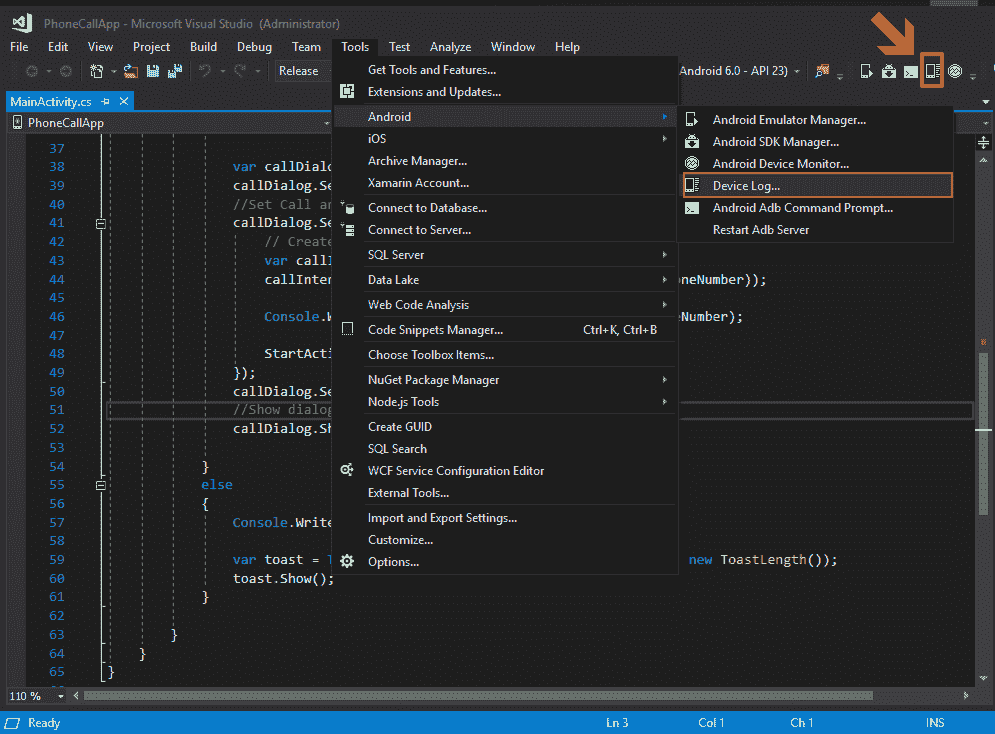 PhoneCallApp - Microsoft Visual Studio (Administrator)
File Edit View Project Build Debug Team Tools Test Analyze Window Help
Release Android 6.0 - API 23)
MainActivity.cs
PhoneCallApp
Get Tools and Features...
Extensions and Updates...
Android
iOS
Archive Manager...
Xamarin Account...
Connect to Database...
Connect to Server...
SQL Server
Data Lake
Web Code Analysis
Code Snippets Manager... Ctrl+K, Ctrl+B
Choose Toolbox Items...
NuGet Package Manager
Node.js Tools
Create GUID
SQL Search
WCF Service Configuration Editor
External Tools...
Import and Export Settings...
Customize...
Options...
Android Emulator Manager...
Android SDK Manager...
Android Device Monitor...
Device Log...
Android Adb Command Prompt...
Restart Adb Server
37
38 var callDialo
39 callDialog.Se
40 //Set Call an
41 callDialog.Se
42 // Create
43 var callI
44 callInten oneNumber));
45
46 Console.W eNumber);
47
48 StartActi
49 });
50 callDialog.Se
51 //Show dialog
52 callDialog.Sh
53
54 }
55 else
56 {
57 Console.Write
58
59 var toast = T new ToastLength());
60 toast.Show();
61 }
62
63 }
64 }
65 }
110 %
Ready Ln 3 Col 1 Ch 1 INS